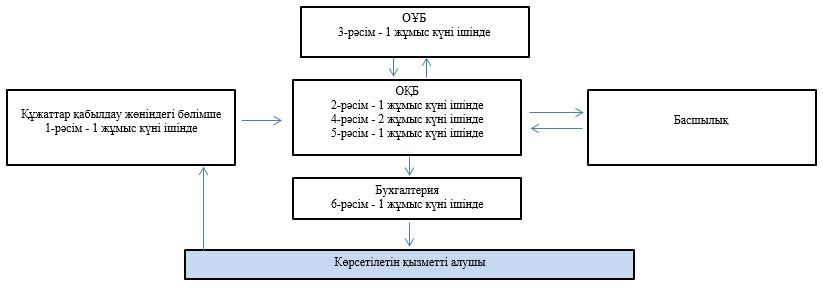 ОҰБ
3-рәсім - 1 жұмыс күні ішінде
Құжаттар қабылдау жөніндегі бөлімше
1-рәсім - 1 жұмыс күні ішінде
ОҚБ
2-рәсім - 1 жұмыс күні ішінде
4-рәсім - 2 жұмыс күні ішінде
5-рәсім - 1 жұмыс күні ішінде
Басшылық
Бухгалтерия
6-рәсім - 1 жұмыс күні ішінде
Көрсетілетін қызметті алушы